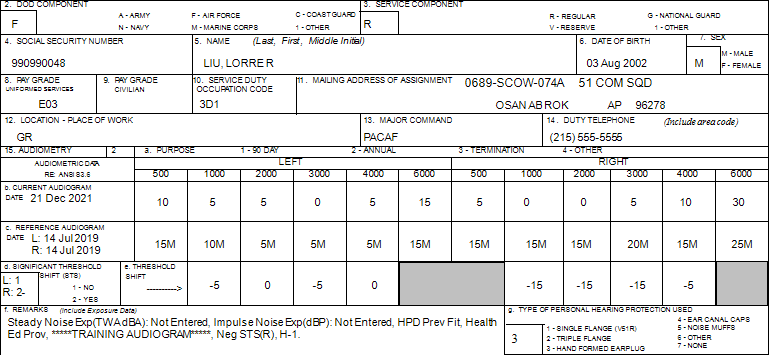 2. DOD COMPONENT 3. SERVICE COMPONENT
F A - ARMY F - AIR FORCE C - COAST GUARD R R - REGULAR G - NATIONAL GUARD
N - NAVY M - MARINE CORPS 1 - OTHER V - RESERVE 1 - OTHER
4. SOCIAL SECURITY NUMBER 5. NAME (Last, First, Middle Initial) 6. DATE OF BIRTH 7. SEX
990990048 LIU, LORRE R 03 Aug 2002 M M - MALE
F - FEMALE
8. PAY GRADE 9. PAY GRADE 10. SERVICE DUTY 11. MAILING ADDRESS OF ASSIGNMENT 0689-SCOW-074A 51 COM SQD
UNIFORMED SERVICES CIVILIAN OCCUPATION CODE
E03 3D1 OSAN AB ROK AP 96278
12. LOCATION - PLACE OF WORK 13. MAJOR COMMAND 14. DUTY TELEPHONE (Include area code)
GR PACAF (215) 555-5555
15. AUDIOMETRY 2 a. PURPOSE 1 - 90 DAY 2 - ANNUAL 3 - TERMINATION 4 - OTHER
AUDIOMETRIC DATA LEFT RIGHT
RE: ANSI S3.6 500 1000 2000 3000 4000 6000 500 1000 2000 3000 4000 6000
b. CURRENT AUDIOGRAM
DATE 21 Dec 2021 10 5 5 0 5 15 5 0 0 5 10 30
c. REFERENCE AUDIOGRAM
DATE L: 14 Jul 2019
R: 14 Jul 2019 15M 10M 5M 5M 15M 15M 15M 15M 15M 20M 15M 25M
d. SIGNIFICANT THRESHOLD e. THRESHOLD
SHIFT (STS) SHIFT
L: 1 1 - NO ----------> -5 0 -5 0 -15 -15 -15 -5
R: 2- 2 - YES
f. REMARKS (Include Exposure Data) g. TYPE OF PERSONAL HEARING PROTECTION USED
Steady Noise Exp(TWA dBA): Not Entered, Impulse Noise Exp(dBP): Not Entered, HPD Prev Fit, Health
Ed Prov, *****TRAINING AUDIOGRAM*****, Neg STS(R), H-1.
3 1 - SINGLE FLANGE (V51R) 4 - EAR CANAL CAPS
2 - TRIPLE FLANGE 5 - NOISE MUFFS
3 - HAND FORMED EARPLUG 6 - OTHER
7 - NONE